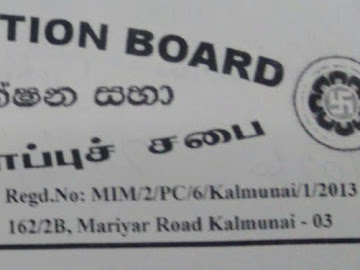 TION BOARD
ෂන සභා
ாப்புச் சபை
Regd.No: MIM/2/PC/6/Kalmunai/1/2013
162/2B, Mariyar Road Kalmunai - 03